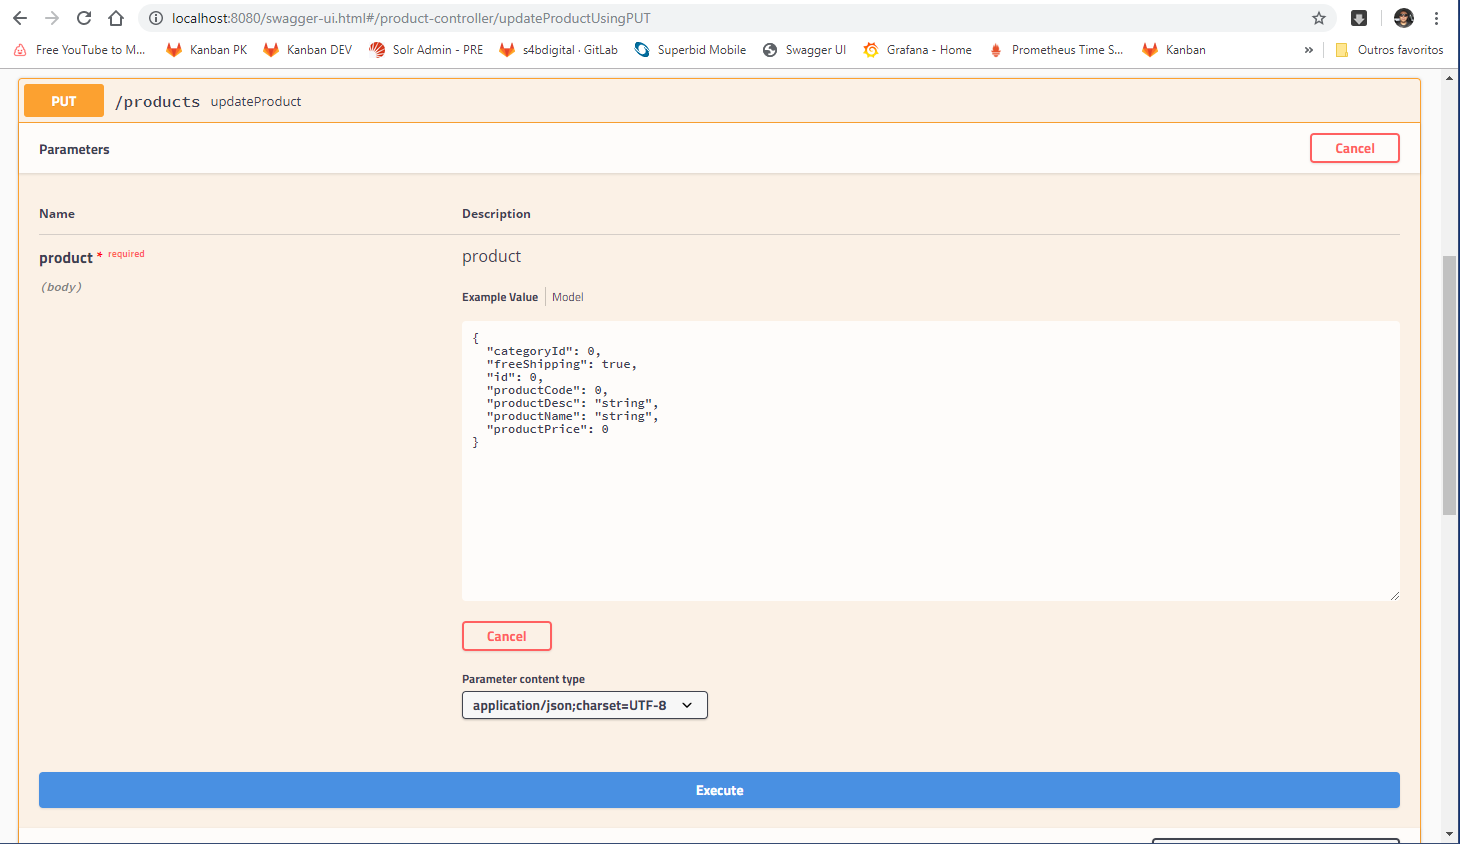 localhost:8080/swagger-ui.html#/product-controller/updateProductUsingPUT
Free YouTube to M... Kanban PK Kanban DEV Solr Admin - PRE s4bdigital · GitLab Superbid Mobile Swagger UI Grafana - Home Prometheus Time S... Kanban » Outros favoritos
PUT /products updateProduct
Parameters Cancel
Name Description
product * required product
(body)
Example Value Model
{
"categoryId": 0,
"freeShipping": true,
"id": 0,
"productCode": 0,
"productDesc": "string",
"productName": "string",
"productPrice": 0
}
Cancel
Parameter content type
application/json;charset=UTF-8
Execute